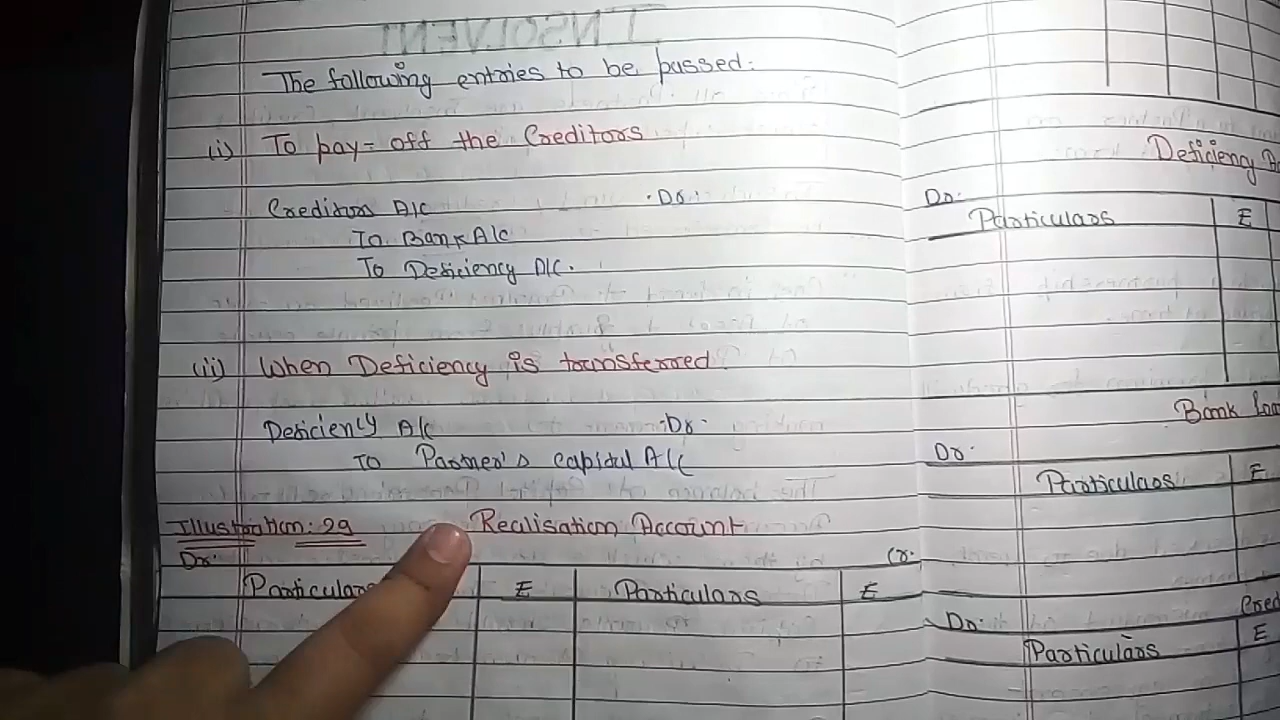 The following entries to be passed:
(i) To pay= off the Creditors
Creditors A/c Dr.
To Bank A/c
To Deficiency A/c.
(ii) When Deficiency is transferred
Deficiency A/c Dr.
To Partner's capital A/c
Illustration: 29 Realisation Account
Dr. Cr.
Particulars £ Particulars £
Deficiency
Dr.
Particulars £
Bank
Dr.
Particulars £
Dr.
Particulars £